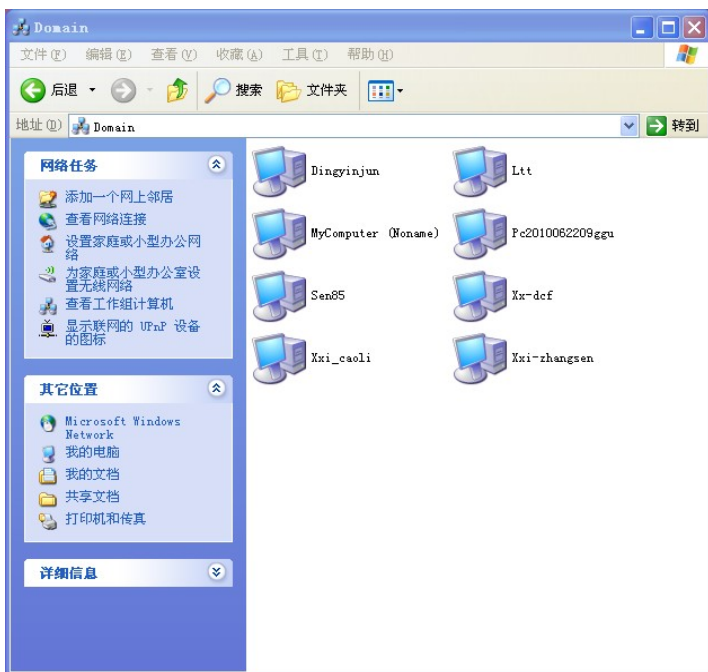 Domain
文件(F) 编辑(E) 查看(V) 收藏(A) 工具(T) 帮助(H)
后退 搜索 文件夹
地址(D) Domain 转到
网络任务
添加一个网上邻居
查看网络连接
设置家庭或小型办公网
络
为家庭或小型办公室设
置无线网络
查看工作组计算机
显示联网的 UPnP 设备
的图标
其它位置
Microsoft Windows
Network
我的电脑
我的文档
共享文档
打印机和传真
详细信息
Dingyinjun Ltt
MyComputer (Noname) Pc2010062209ggu
Sen85 Xx-dcf
Xxi_caoli Xxi-zhangsen